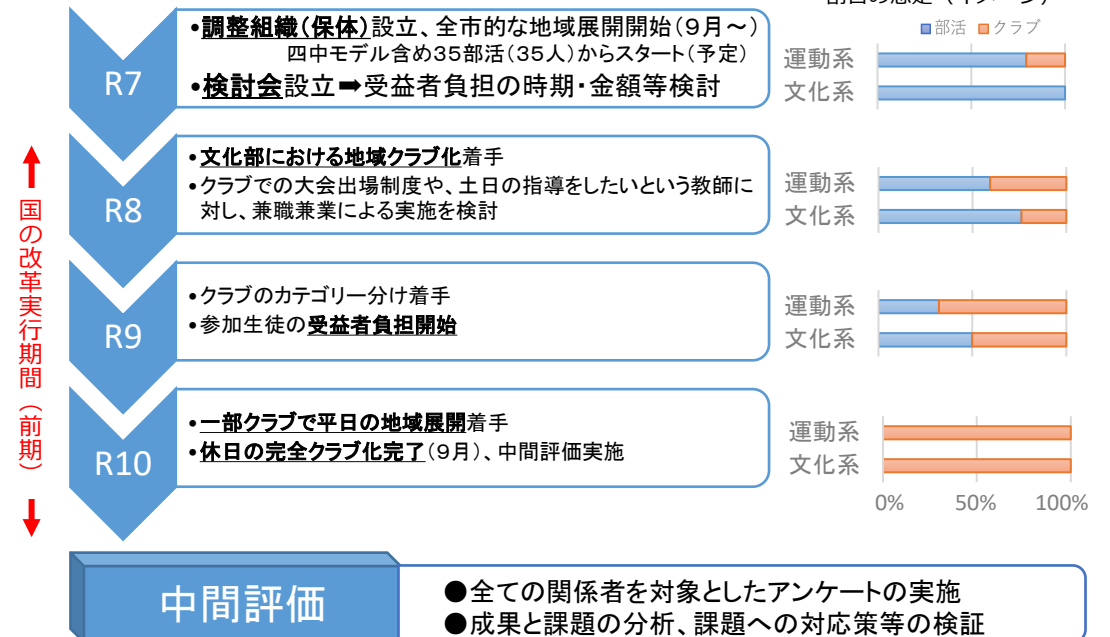 ■部活 ■クラブ
R7
•調整組織(保体)設立、全市的な地域展開開始(9月~)
四中モデル含め35部活(35人)からスタート(予定)
•検討会設立➡受益者負担の時期・金額等検討
運動系
文化系
国の改革実行期間(前期)
R8
•文化部における地域クラブ化着手
•クラブでの大会出場制度や、土日の指導をしたいという教師に
対し、兼職兼業による実施を検討
運動系
文化系
R9
•クラブのカテゴリー分け着手
•参加生徒の受益者負担開始
運動系
文化系
R10
•一部クラブで平日の地域展開着手
•休日の完全クラブ化完了(9月)、中間評価実施
運動系
文化系
0% 50% 100%
中間評価
●全ての関係者を対象としたアンケートの実施
●成果と課題の分析、課題への対応策等の検証